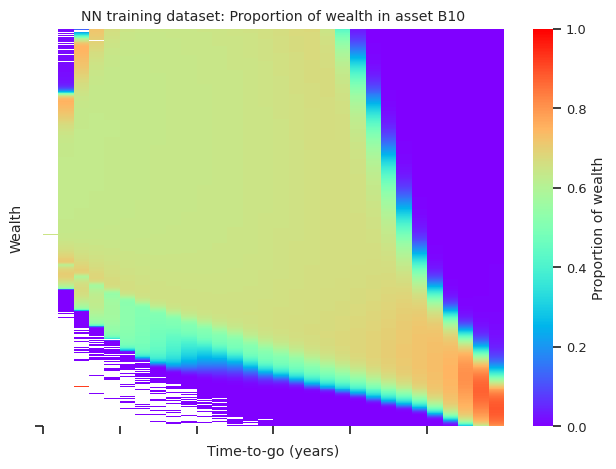 NN training dataset: Proportion of wealth in asset B10
Wealth
Time-to-go (years)
1.0
0.8
0.6
0.4
0.2
0.0
Proportion of wealth